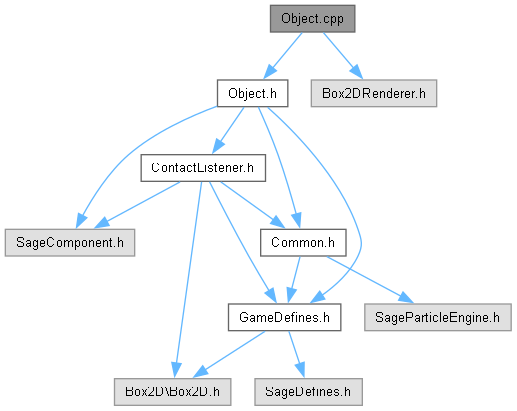 Object.cpp
Object.h
Box2DRenderer.h
ContactListener.h
SageComponent.h
Common.h
GameDefines.h
SageParticleEngine.h
Box2D\Box2D.h
SageDefines.h